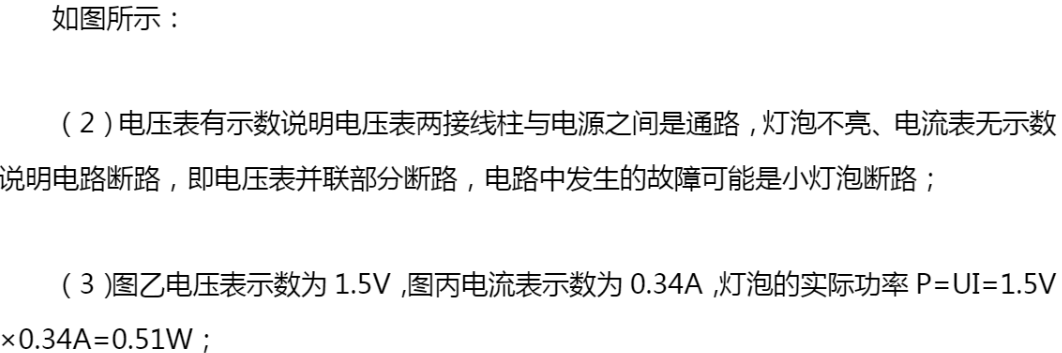 如图所示：
（2）电压表有示数说明电压表两接线柱与电源之间是通路，灯泡不亮、电流表无示数
说明电路断路，即电压表并联部分断路，电路中发生的故障可能是小灯泡断路；
（3）图乙电压表示数为 1.5V，图丙电流表示数为 0.34A，灯泡的实际功率 P=UI=1.5V
×0.34A=0.51W；